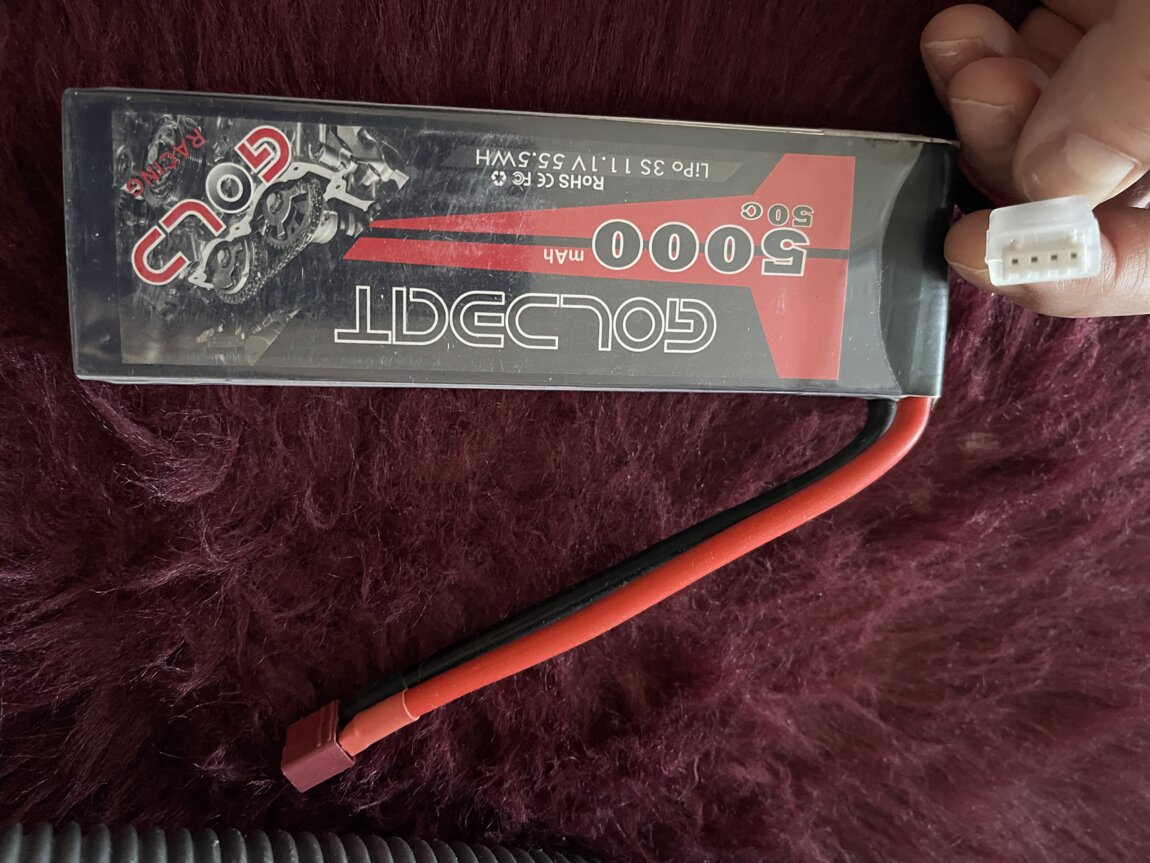 GOLDBAT
5000 mAh
50C
RoHS CE FC
LiPo 3S 11.1V 55.5WH
GOLD
RACING